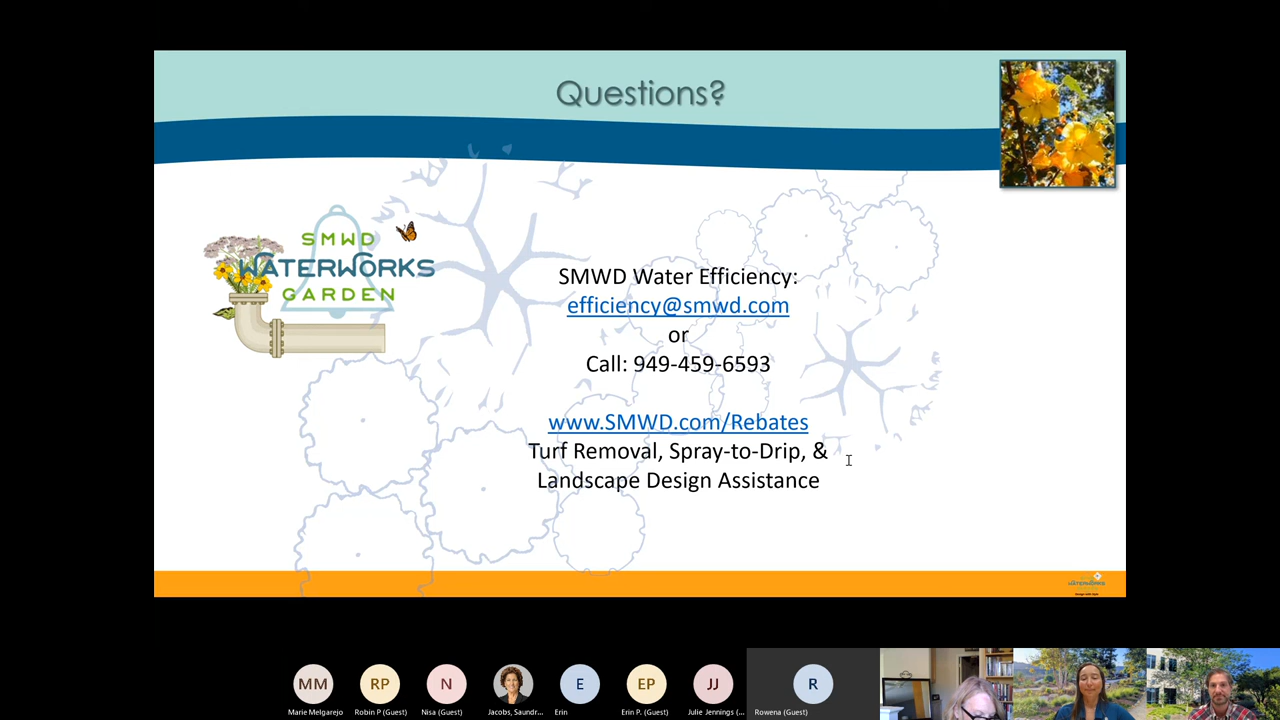 Questions?
SMWD
WATERWORKS
GARDEN
SMWD Water Efficiency:
efficiency@smwd.com
or
Call: 949-459-6593
www.SMWD.com/Rebates
Turf Removal, Spray-to-Drip, &
Landscape Design Assistance
WATERWORKS
MM
RP
N
E
EP
JJ
R
Marie Melgarejo
Robin P (Guest)
Nisa (Guest)
Jacobs, Saundr...
Erin
Erin P. (Guest)
Julie Jennings (...
Rowena (Guest)